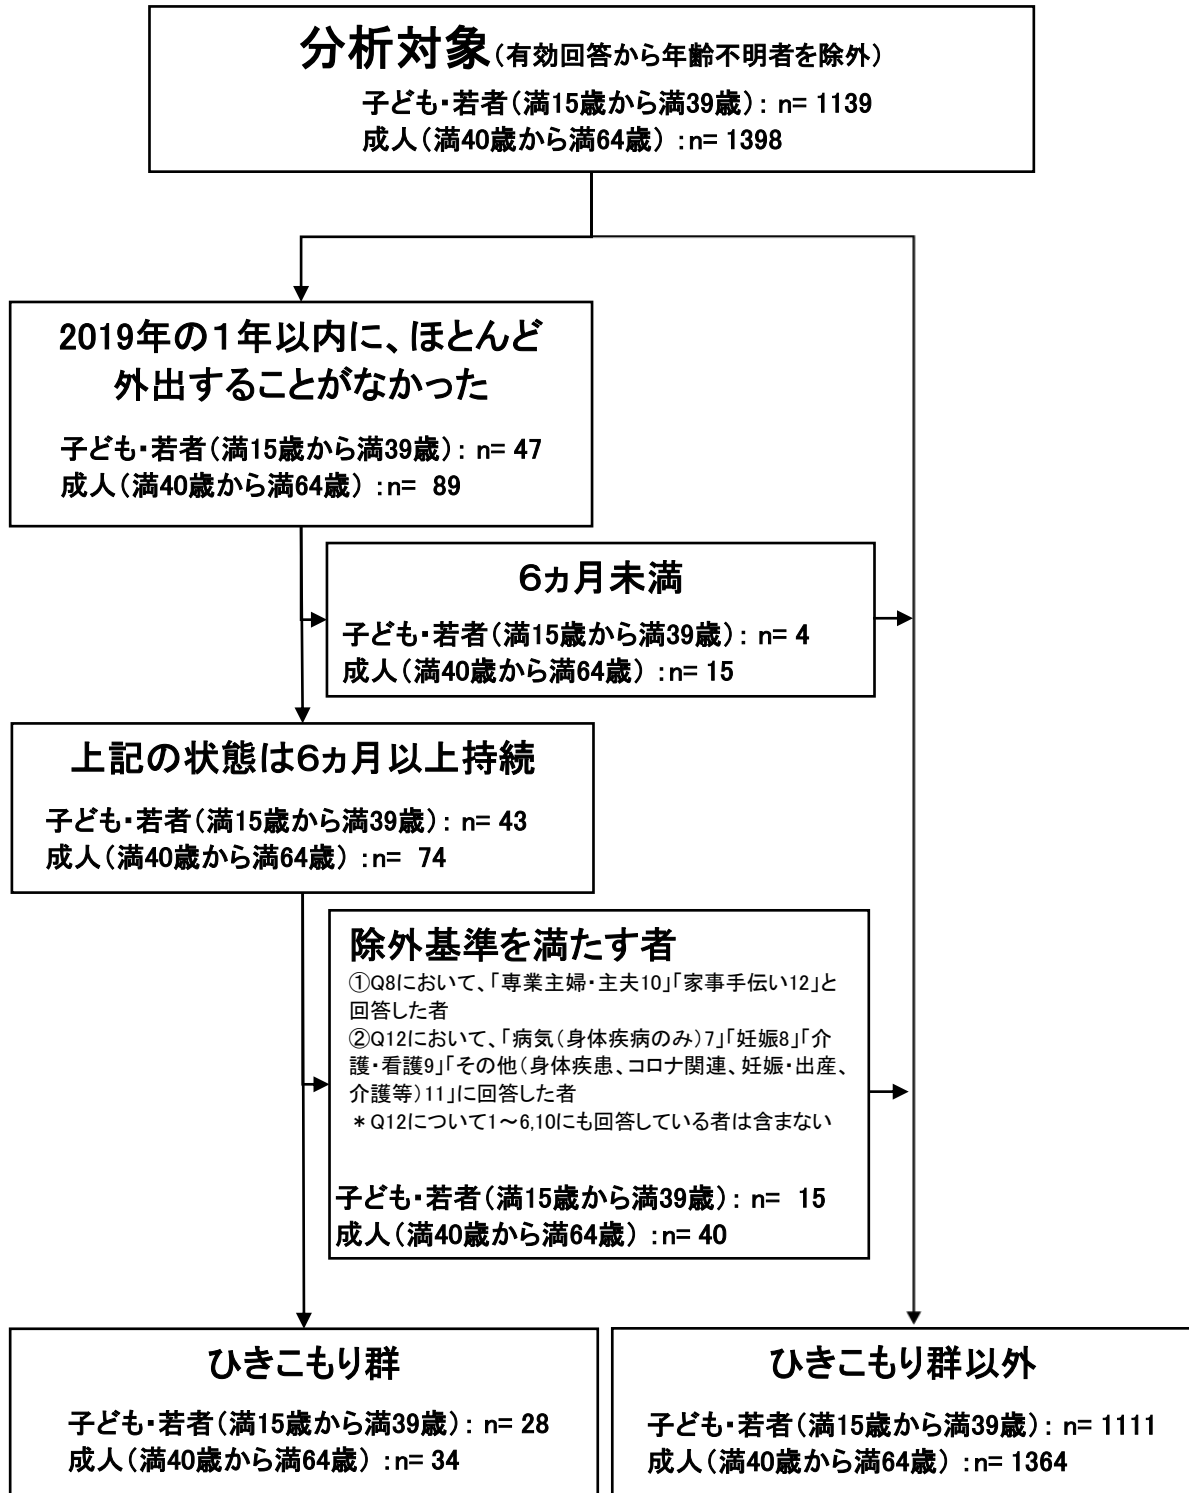 分析対象(有効回答から年齢不明者を除外)
子ども・若者(満15歳から満39歳): n= 1139
成人(満40歳から満64歳) :n= 1398
2019年の1年以内に、ほとんど
外出することがなかった
子ども・若者(満15歳から満39歳): n= 47
成人(満40歳から満64歳) :n= 89
6ヵ月未満
子ども・若者(満15歳から満39歳): n= 4
成人(満40歳から満64歳) :n= 15
上記の状態は6ヵ月以上持続
子ども・若者(満15歳から満39歳): n= 43
成人(満40歳から満64歳) :n= 74
除外基準を満たす者
①Q8において、「専業主婦・主夫10」「家事手伝い12」と
回答した者
②Q12において、「病気(身体疾病のみ)7」「妊娠8」「介
護・看護9」「その他(身体疾患、コロナ関連、妊娠・出産、
介護等)11」に回答した者
*Q12について1~6,10にも回答している者は含まない
子ども・若者(満15歳から満39歳): n= 15
成人(満40歳から満64歳) :n= 40
ひきこもり群
子ども・若者(満15歳から満39歳): n= 28
成人(満40歳から満64歳) :n= 34
ひきこもり群以外
子ども・若者(満15歳から満39歳): n= 1111
成人(満40歳から満64歳) :n= 1364